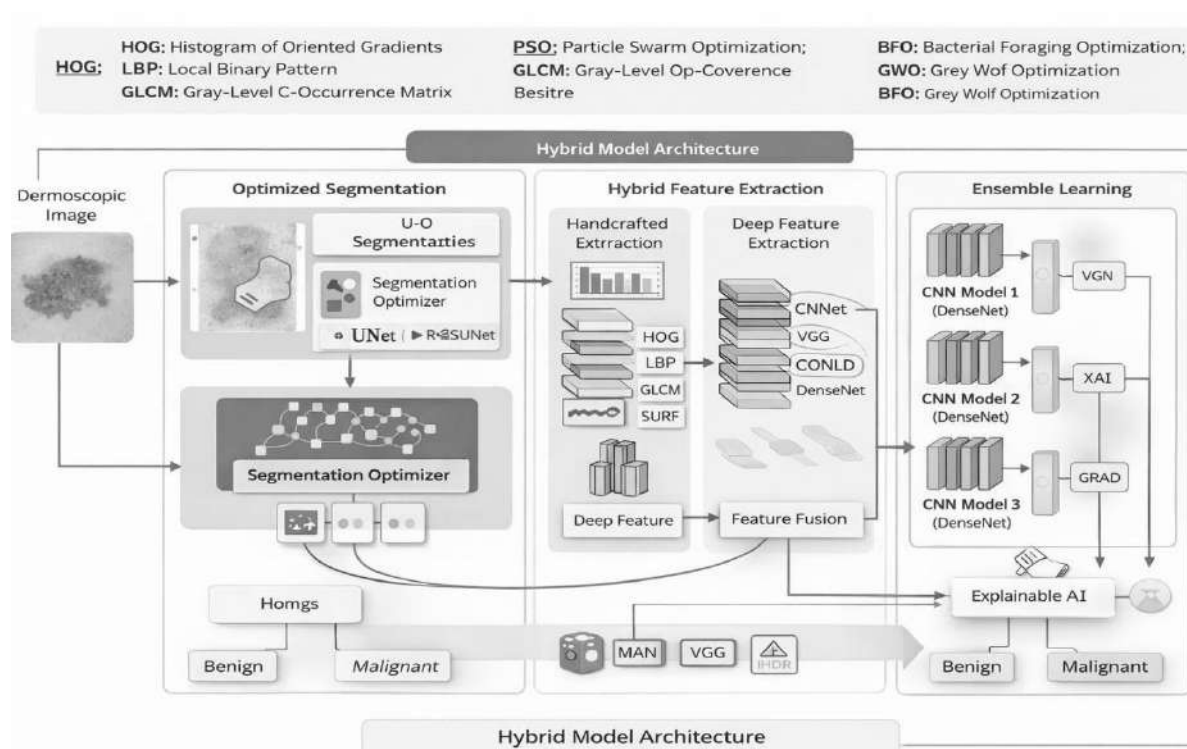 HOG:
HOG: Histogram of Oriented Gradients
LBP: Local Binary Pattern
GLCM: Gray-Level C-Occurrence Matrix
PSO: Particle Swarm Optimization;
GLCM: Gray-Level Op-Coverence
Besitre
BFO: Bacterial Foraging Optimization;
GWO: Grey Wof Optimization
BFO: Grey Wolf Optimization
Hybrid Model Architecture
Dermoscopic
Image
Optimized Segmentation
U-O
Segmentaιties
Segmentation
Optimizer
UNet
Segmentation Optimizer
Homgs
Benign
Malignant
Hybrid Feature Extraction
Handcrafted
Extrraction
HOG
LBP
GLCM
SURF
Deep Feature
Deep Feature
Extraction
CNNet
VGG
CONLD
DenseNet
Feature Fusion
MAN
VGG
IHDR
Ensemble Learning
CNN Model 1
(DenseNet)
VGN
CNN Model 2
(DenseNet)
XAI
CNN Model 3
(DenseNet)
GRAD
Explainable AI
Benign
Malignant
Hybrid Model Architecture